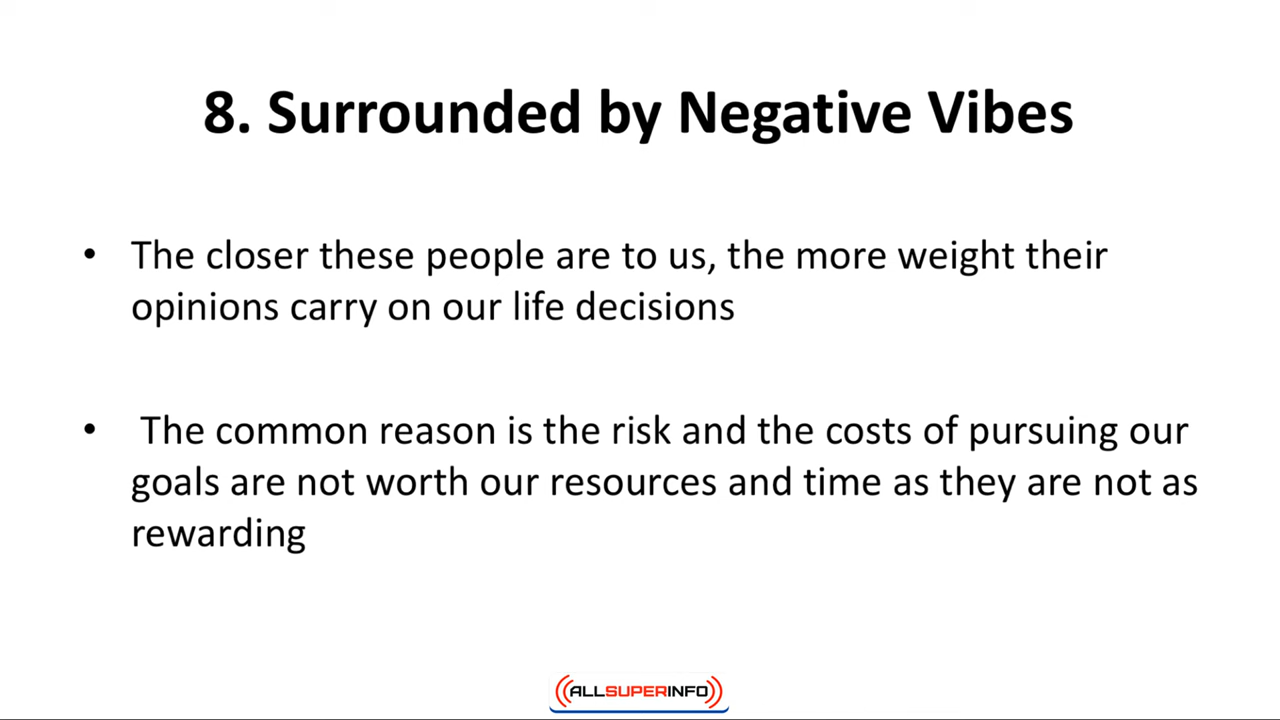 8. Surrounded by Negative Vibes
• The closer these people are to us, the more weight their
opinions carry on our life decisions
• The common reason is the risk and the costs of pursuing our
goals are not worth our resources and time as they are not as
rewarding
ALLSUPERINFO